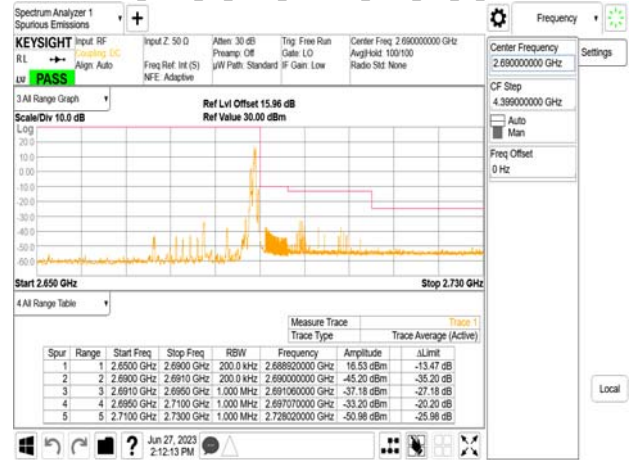 Spectrum Analyzer 1
Spurious Emissions
+
Frequency
KEYSIGHT
RL
LV PASS
Input: RF
Coupling: DC
Align: Auto
Input Z: 50 Ω
Freq Ref: Int (S)
NFE: Adaptive
Atten: 30 dB
Preamp: Off
µW Path: Standard
Trig: Free Run
Gate: LO
IF Gain: Low
Center Freq: 2.690000000 GHz
Avg|Hold: 100/100
Radio Std: None
Center Frequency
2.690000000 GHz
Settings
CF Step
4.399000000 GHz
Auto
Man
Freq Offset
0 Hz
Local
3 All Range Graph
Scale/Div 10.0 dB
Ref Lvl Offset 15.96 dB
Ref Value 30.00 dBm
Log
20.0
10.0
0.00
-10.0
-20.0
-30.0
-40.0
-50.0
-60.0
Start 2.650 GHz
Stop 2.730 GHz
4 All Range Table
Measure Trace Trace 1
Trace Type Trace Average (Active)
Spur Range Start Freq Stop Freq RBW Frequency Amplitude ΔLimit
1 1 2.6500 GHz 2.6900 GHz 200.0 kHz 2.688920000 GHz 16.53 dBm -13.47 dB
2 2 2.6900 GHz 2.6910 GHz 200.0 kHz 2.690000000 GHz -45.20 dBm -35.20 dB
3 3 2.6910 GHz 2.6950 GHz 1.000 MHz 2.691060000 GHz -37.18 dBm -27.18 dB
4 4 2.6950 GHz 2.7100 GHz 1.000 MHz 2.697070000 GHz -33.20 dBm -20.20 dB
5 5 2.7100 GHz 2.7300 GHz 1.000 MHz 2.728020000 GHz -50.98 dBm -25.98 dB
?
Jun 27, 2023
2:12:13 PM